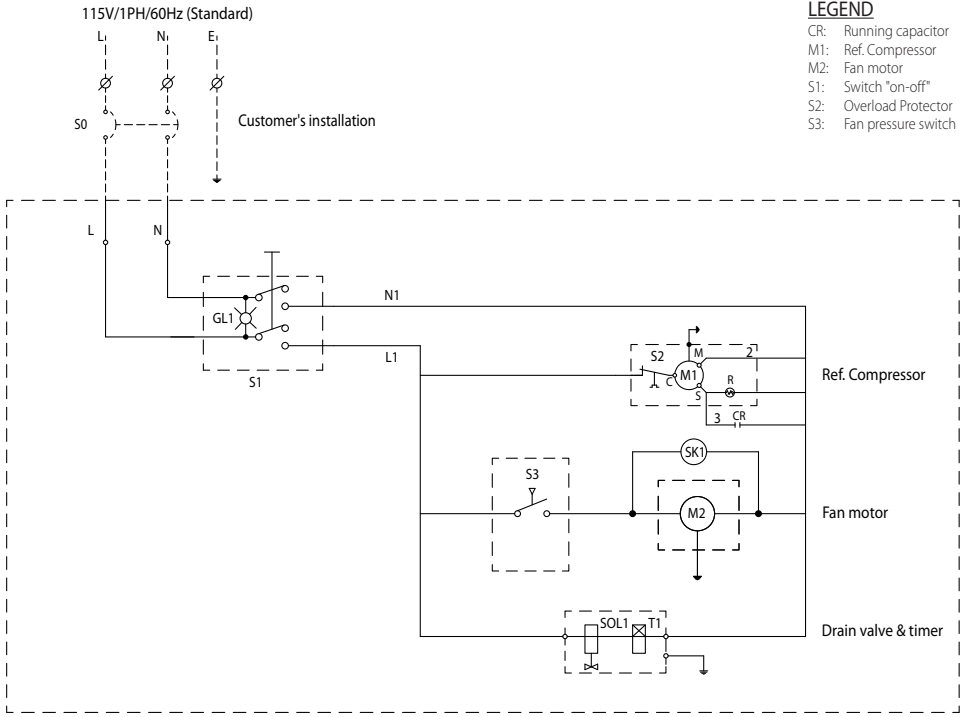 115V/1PH/60Hz (Standard)
L N E
S0
Customer's installation
LEGEND
CR: Running capacitor
M1: Ref. Compressor
M2: Fan motor
S1: Switch "on-off"
S2: Overload Protector
S3: Fan pressure switch
L N
GL1
S1
N1
L1
S2 M 2
C M1 R
S
3 CR
Ref. Compressor
SK1
S3
M2
Fan motor
SOL1 T1
Drain valve & timer